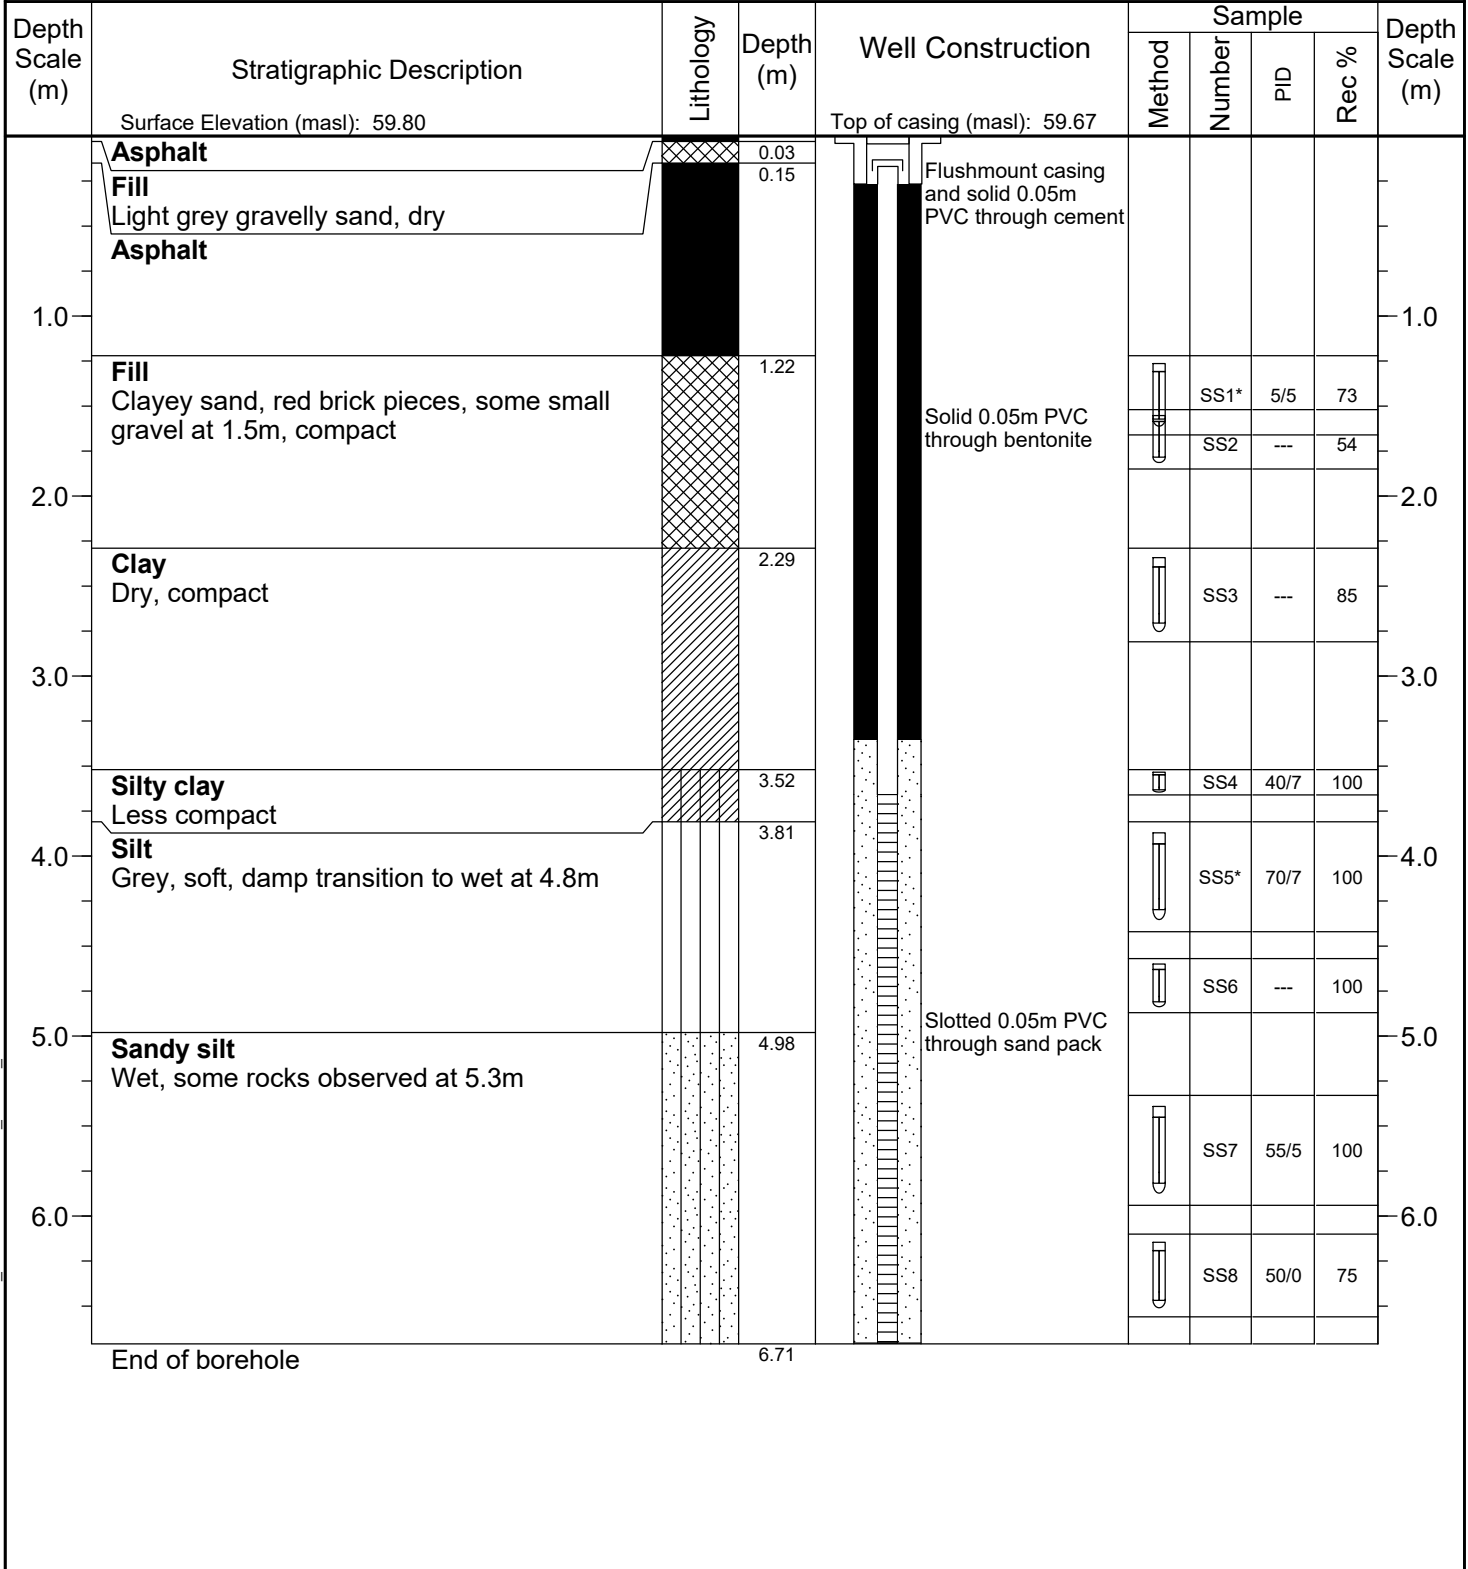 Depth
Scale
(m)
Stratigraphic Description
Surface Elevation (masl): 59.80
Lithology
Depth
(m)
Well Construction
Top of casing (masl): 59.67
Sample
Method
Number
PID
Rec %
Depth
Scale
(m)
Asphalt
0.03
Fill
Light grey gravelly sand, dry
0.15
Asphalt
Flushmount casing
and solid 0.05m
PVC through cement
1.0
1.0
Fill
Clayey sand, red brick pieces, some small
gravel at 1.5m, compact
1.22
Solid 0.05m PVC
through bentonite
SS1* 5/5 73
SS2 --- 54
2.0
2.0
Clay
Dry, compact
2.29
SS3 --- 85
3.0
3.0
Silty clay
Less compact
3.52
SS4 40/7 100
Silt
Grey, soft, damp transition to wet at 4.8m
3.81
4.0
4.0
SS5* 70/7 100
SS6 --- 100
5.0
5.0
Sandy silt
Wet, some rocks observed at 5.3m
4.98
Slotted 0.05m PVC
through sand pack
SS7 55/5 100
6.0
6.0
SS8 50/0 75
End of borehole
6.71